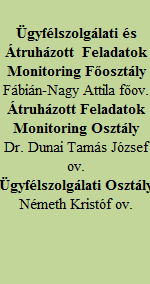 Ügyfélszolgálati és
Átruházott Feladatok
Monitoring Főosztály
Fábián-Nagy Attila főov.
Átruházott Feladatok
Monitoring Osztály
Dr. Dunai Tamás József
ov.
Ügyfélszolgálati Osztály
Németh Kristóf ov.